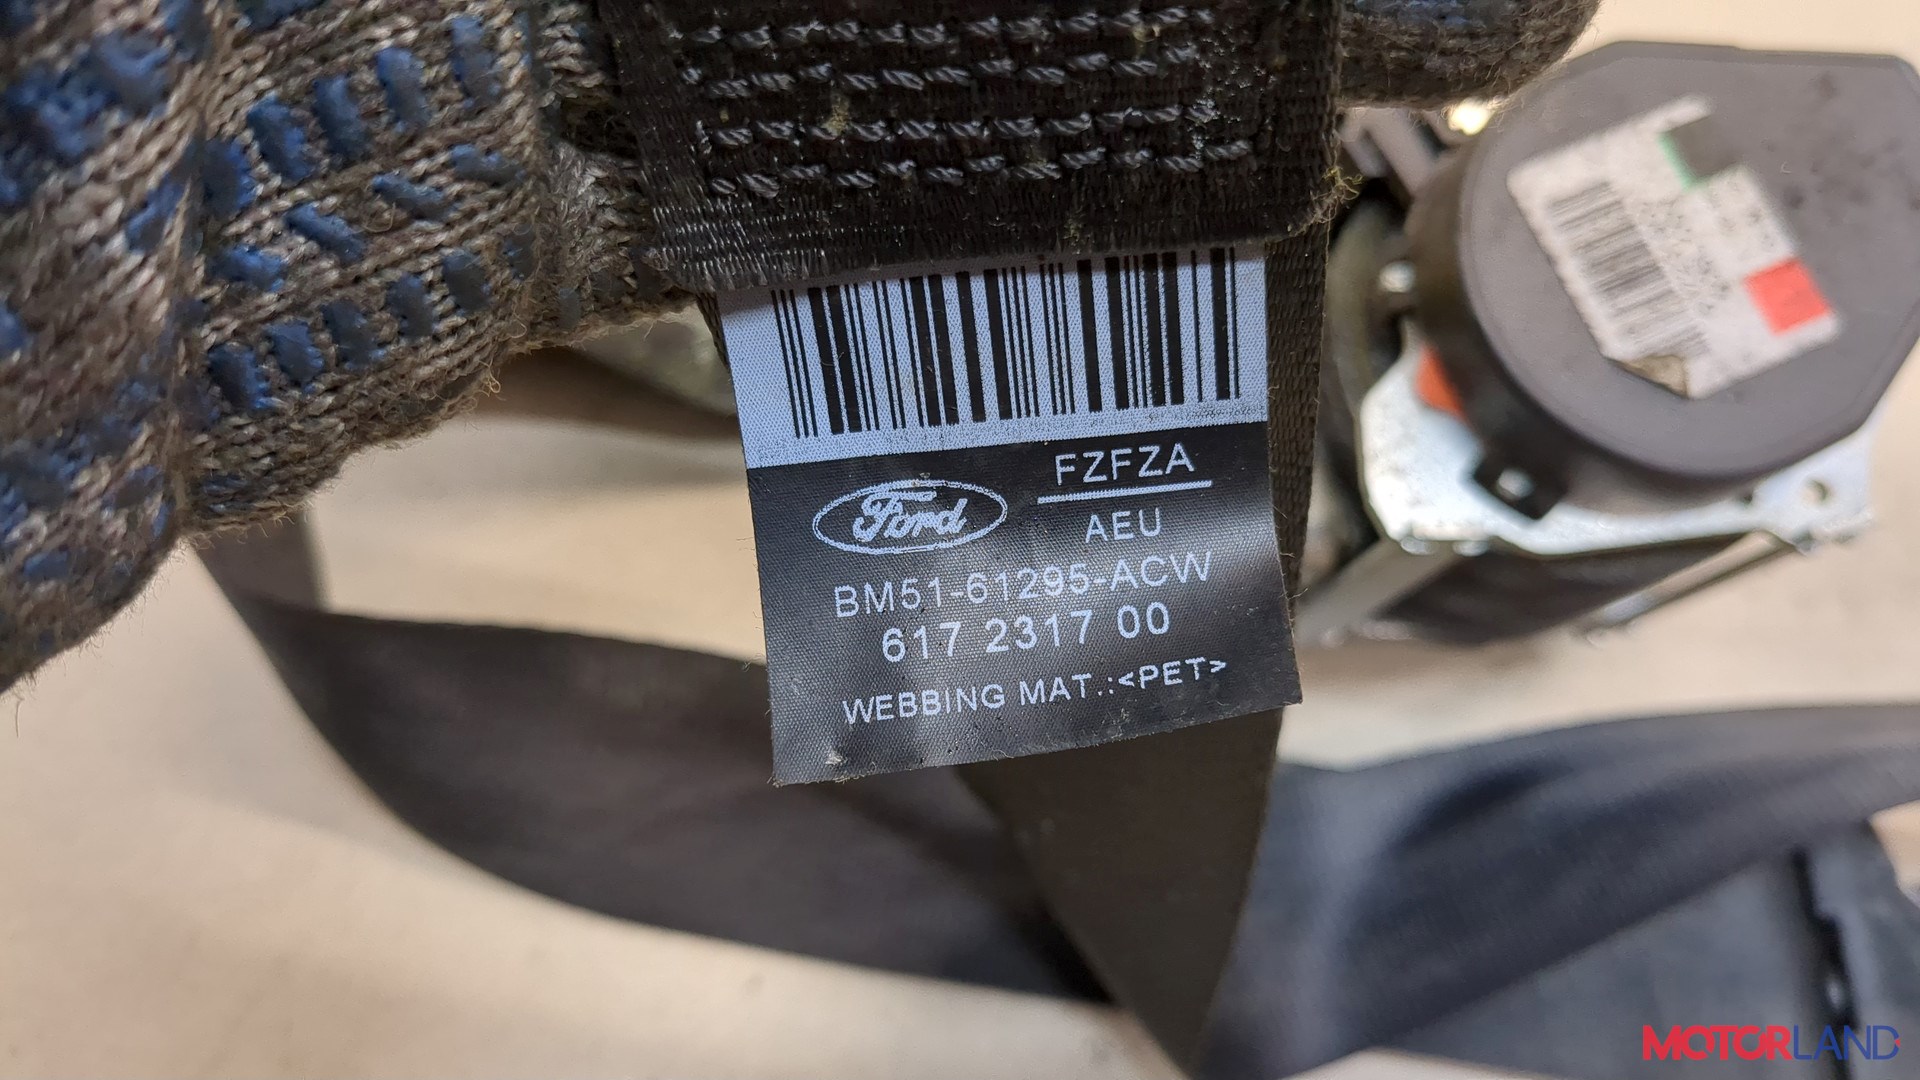 Ford
FZFZA
AEU
BM51-61295-ACW
617 2317 00
WEBBING MAT.:<PET>
MOTORLAND